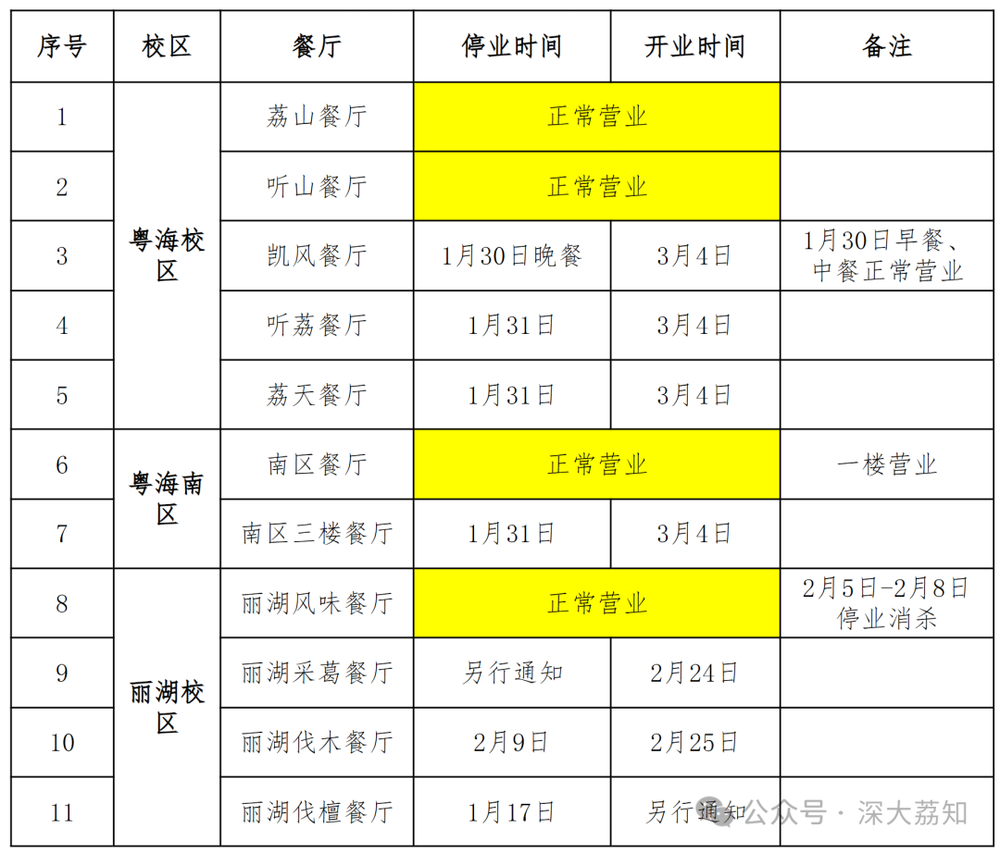 序号 校区 餐厅 停业时间 开业时间 备注
1 粤海校区 荔山餐厅 正常营业
2 听山餐厅 正常营业
3 凯风餐厅 1月30日晚餐 3月4日 1月30日早餐、中餐正常营业
4 听荔餐厅 1月31日 3月4日
5 荔天餐厅 1月31日 3月4日
6 粤海南区 南区餐厅 正常营业 一楼营业
7 南区三楼餐厅 1月31日 3月4日
8 丽湖校区 丽湖风味餐厅 正常营业 2月5日-2月8日停业消杀
9 丽湖采葛餐厅 另行通知 2月24日
10 丽湖伐木餐厅 2月9日 2月25日
11 丽湖伐檀餐厅 1月17日 另行通知
公众号·深大荔知